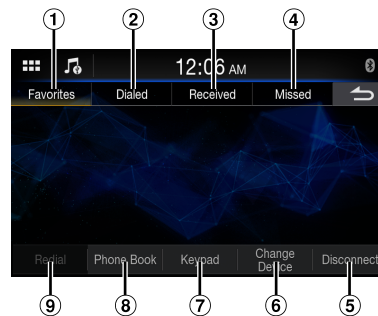 1 2 3 4
12:06 AM
Favorites Dialed Received Missed
Redial Phone Book Keypad Change Device Disconnect
9 8 7 6 5